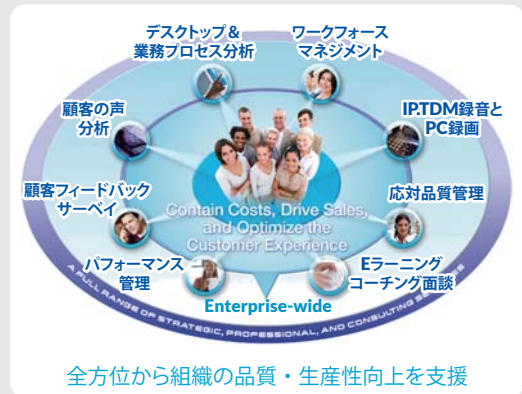 デスクトップ&
業務プロセス分析
ワークフォース
マネジメント
顧客の声
分析
IP.TDM録音と
PC録画
顧客フィードバック
サーベイ
応対品質管理
Contain Costs, Drive Sales,
and Optimize the
Customer Experience
パフォーマンス
管理
Eラーニング
コーチング面談
Enterprise-wide
A FULL RANGE OF STRATEGIC, PROFESSIONAL, AND CONSULTING SERVICES
全方位から組織の品質・生産性向上を支援